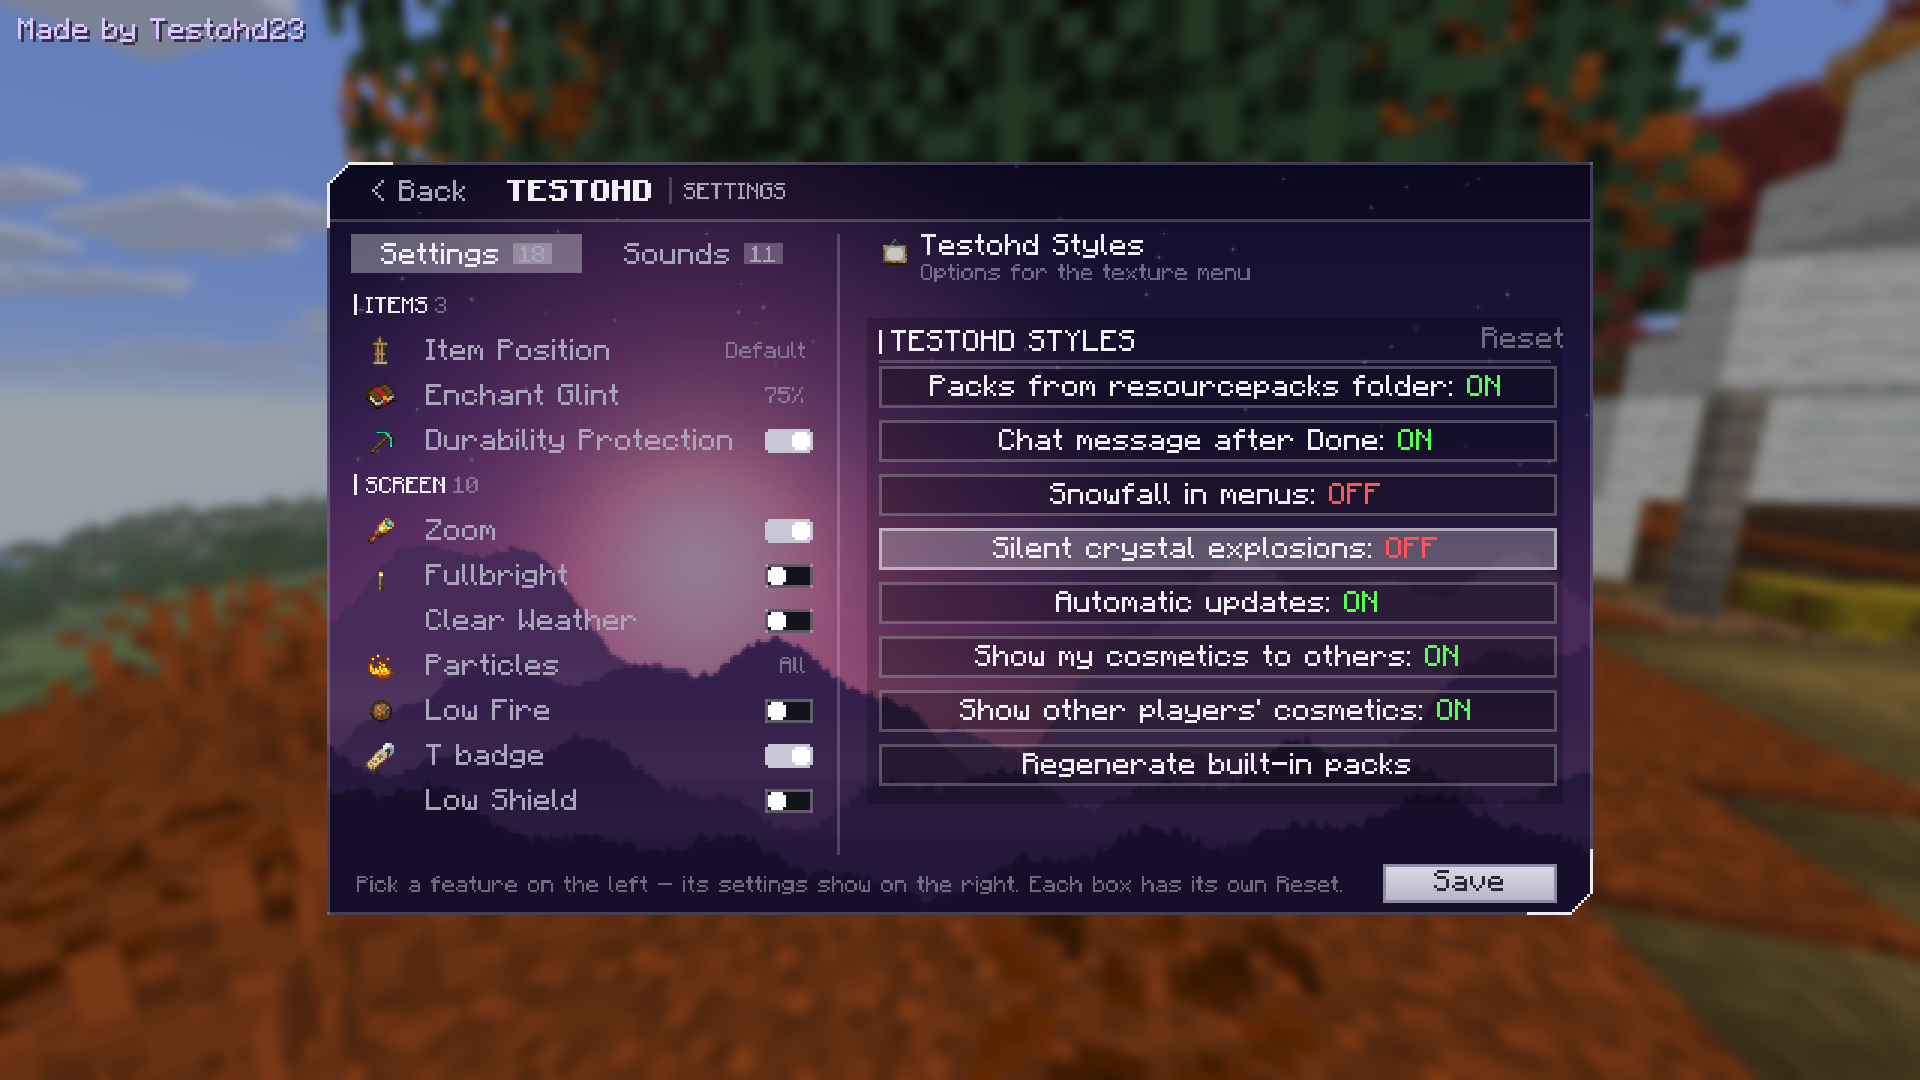 Made by Testohd23
< Back TESTOHD | SETTINGS
Settings 18 Sounds 11
ITEMS 3
Item Position Default
Enchant Glint 75%
Durability Protection
SCREEN 10
Zoom
Fullbright
Clear Weather
Particles All
Low Fire
T badge
Low Shield
Testohd Styles
Options for the texture menu
TESTOHD STYLES Reset
Packs from resourcepacks folder: ON
Chat message after Done: ON
Snowfall in menus: OFF
Silent crystal explosions: OFF
Automatic updates: ON
Show my cosmetics to others: ON
Show other players' cosmetics: ON
Regenerate built-in packs
Pick a feature on the left – its settings show on the right. Each box has its own Reset.
Save